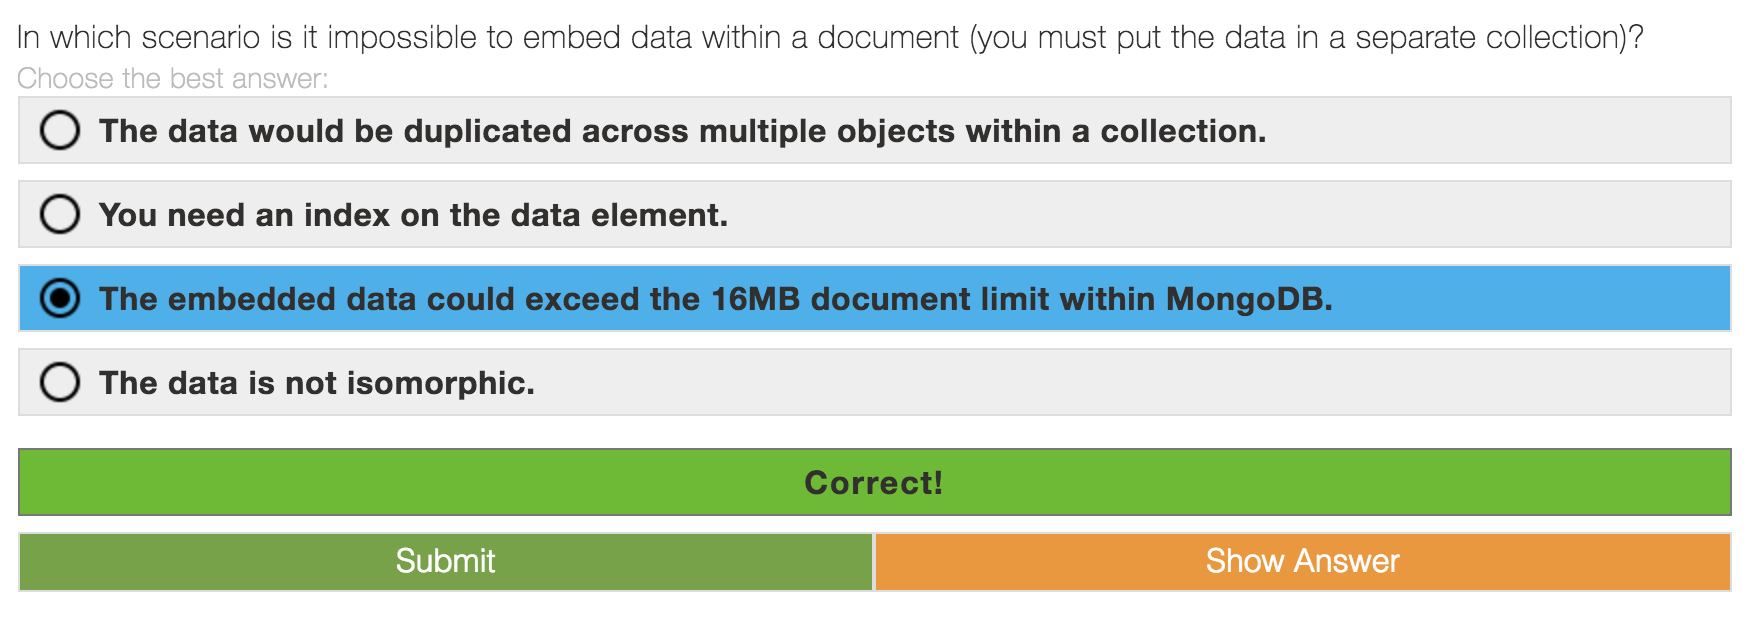 In which scenario is it impossible to embed data within a document (you must put the data in a separate collection)?
Choose the best answer:
The data would be duplicated across multiple objects within a collection.
You need an index on the data element.
The embedded data could exceed the 16MB document limit within MongoDB.
The data is not isomorphic.
Correct!
Submit
Show Answer